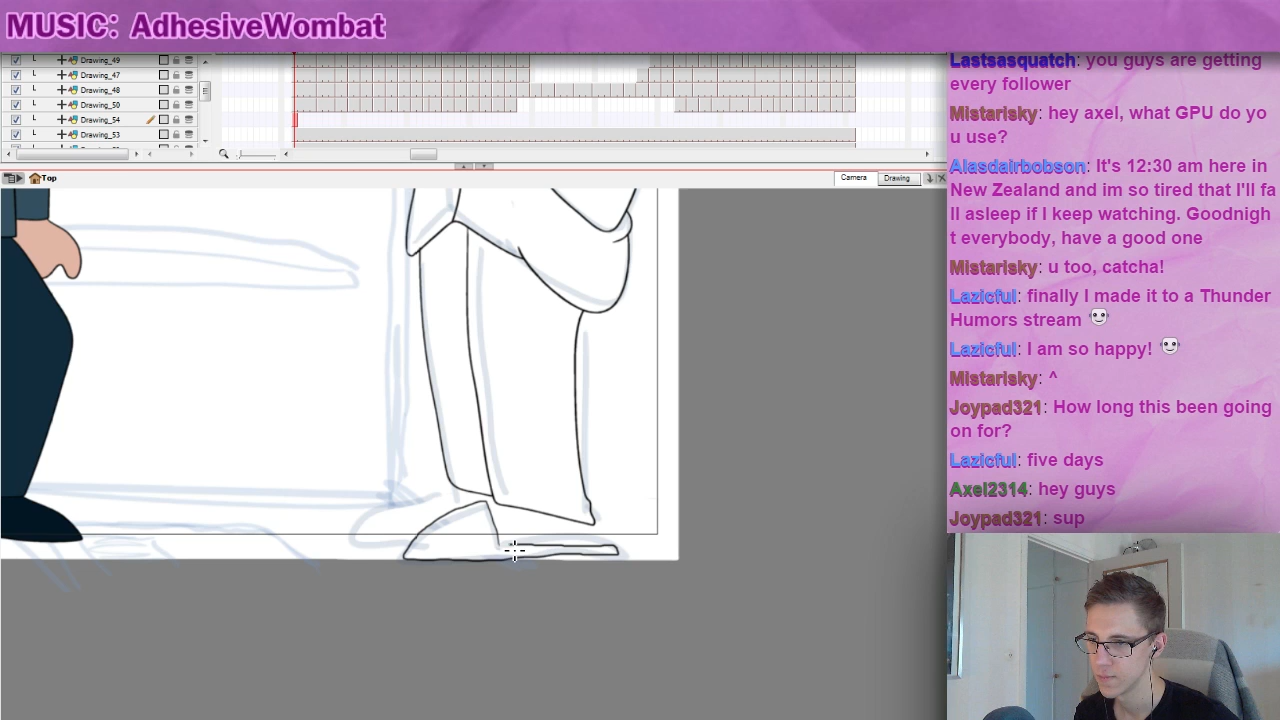 MUSIC: AdhesiveWombat
Drawing_49
Drawing_47
Drawing_48
Drawing_50
Drawing_54
Drawing_53
Top
Camera
Drawing
Lastsasquatch: you guys are getting
every follower
Mistarisky: hey axel, what GPU do yo
u use?
Alasdairbobson: It's 12:30 am here in
New Zealand and im so tired that I'll fa
ll asleep if I keep watching. Goodnigh
t everybody, have a good one
Mistarisky: u too, catcha!
Lazicful: finally I made it to a Thunder
Humors stream
Lazicful: I am so happy!
Mistarisky: ^
Joypad321: How long this been going
on for?
Lazicful: five days
Axel2314: hey guys
Joypad321: sup